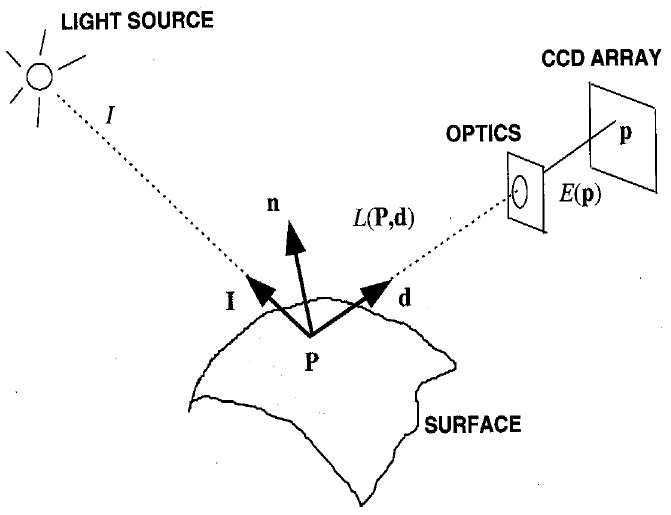 LIGHT SOURCE
CCD ARRAY
I
OPTICS
p
E(p)
n
L(P,d)
I
d
P
SURFACE